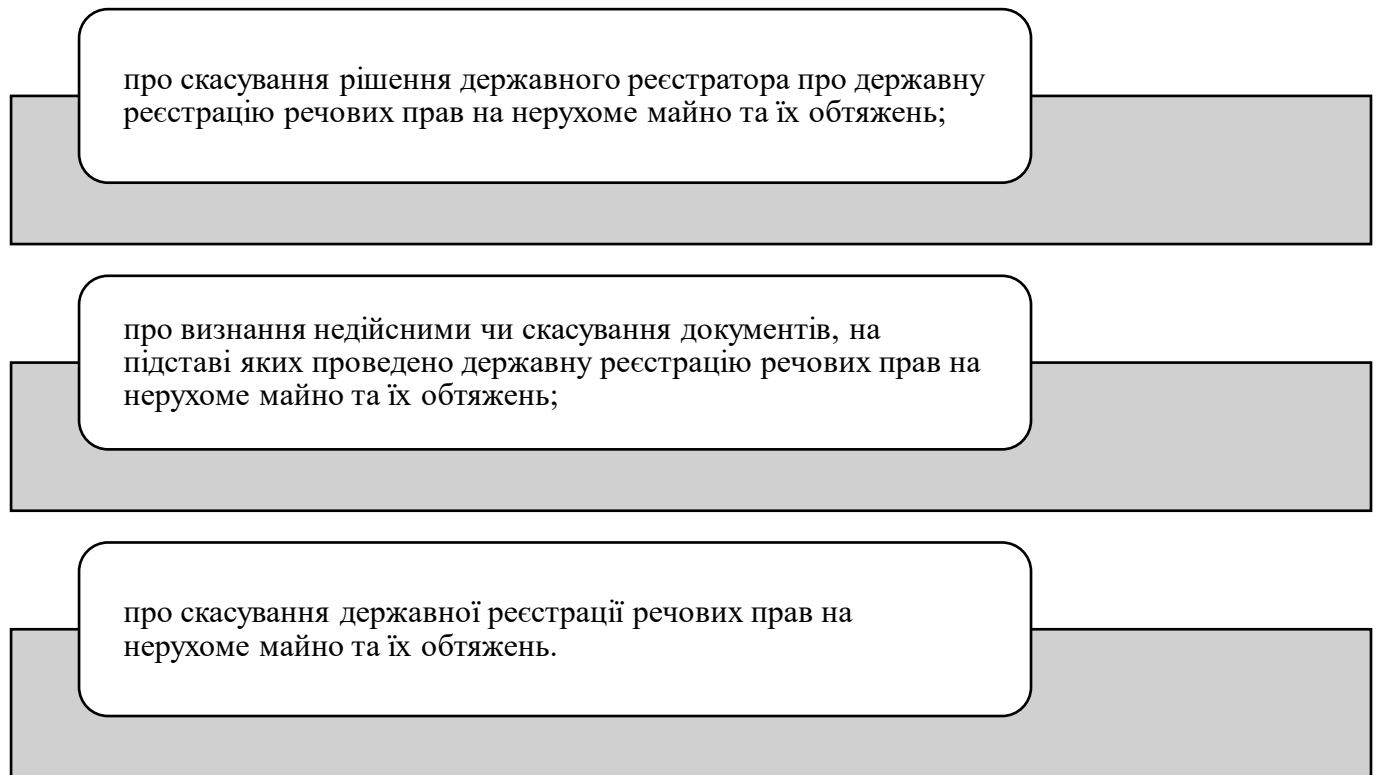 про скасування рішення державного реєстратора про державну
реєстрацію речових прав на нерухоме майно та їх обтяжень;
про визнання недійсними чи скасування документів, на
підставі яких проведено державну реєстрацію речових прав на
нерухоме майно та їх обтяжень;
про скасування державної реєстрації речових прав на
нерухоме майно та їх обтяжень.